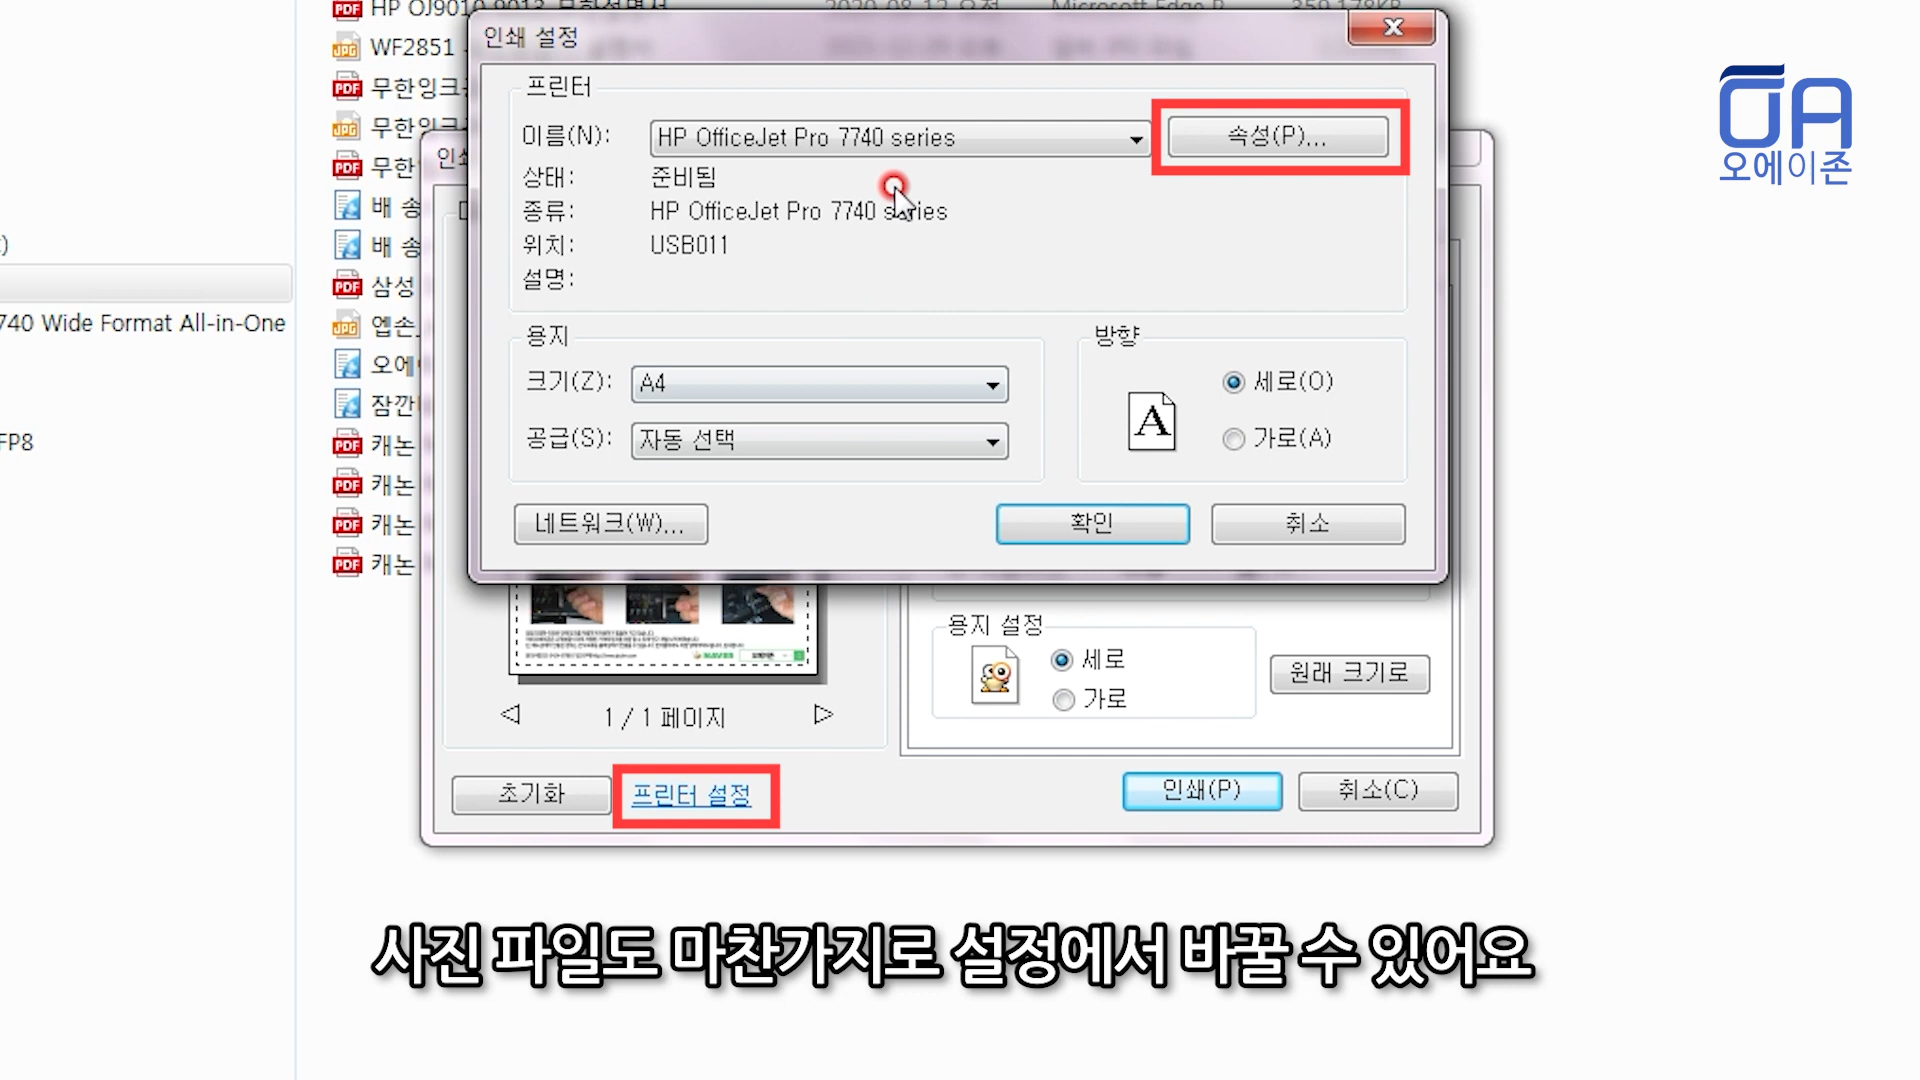 HP OJ9010 9013 무한설명서
WF2851
무한잉크
무한잉크
무한
배 송
배 송
삼성
엡손
오에이
잠깐
캐논
캐논
캐논
캐논
740 Wide Format All-in-One
FP8
인쇄 설정
프린터
이름(N):
HP OfficeJet Pro 7740 series
속성(P)...
상태:
준비됨
종류:
HP OfficeJet Pro 7740 series
위치:
USB011
설명:
용지
크기(Z):
A4
공급(S):
자동 선택
방향
A
세로(O)
가로(A)
네트워크(W)...
확인
취소
용지 설정
세로
가로
원래 크기로
1 / 1 페이지
초기화
프린터 설정
인쇄(P)
취소(C)
OA
오에이존
사진 파일도 마찬가지로 설정에서 바꿀 수 있어요